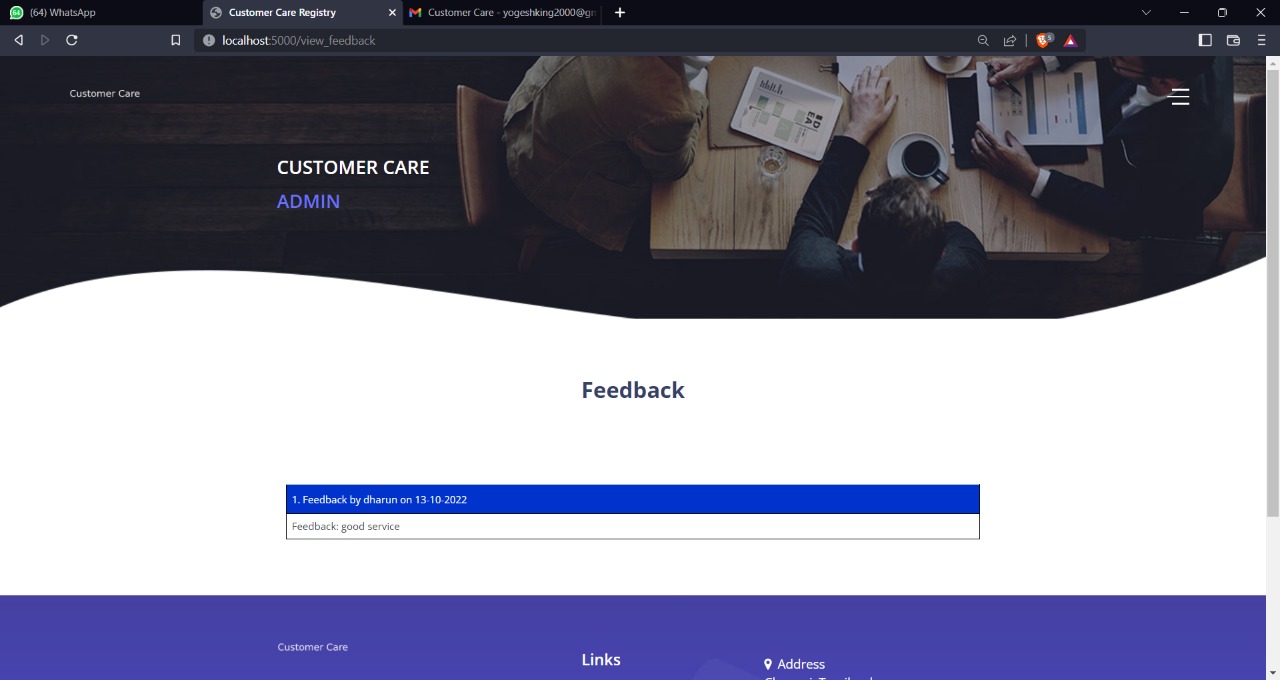 (64) WhatsApp
Customer Care Registry
Customer Care - yogeshking2000@gm
localhost:5000/view_feedback
Customer Care
CUSTOMER CARE
ADMIN
Feedback
1. Feedback by dharun on 13-10-2022
Feedback: good service
Customer Care
Links
Address